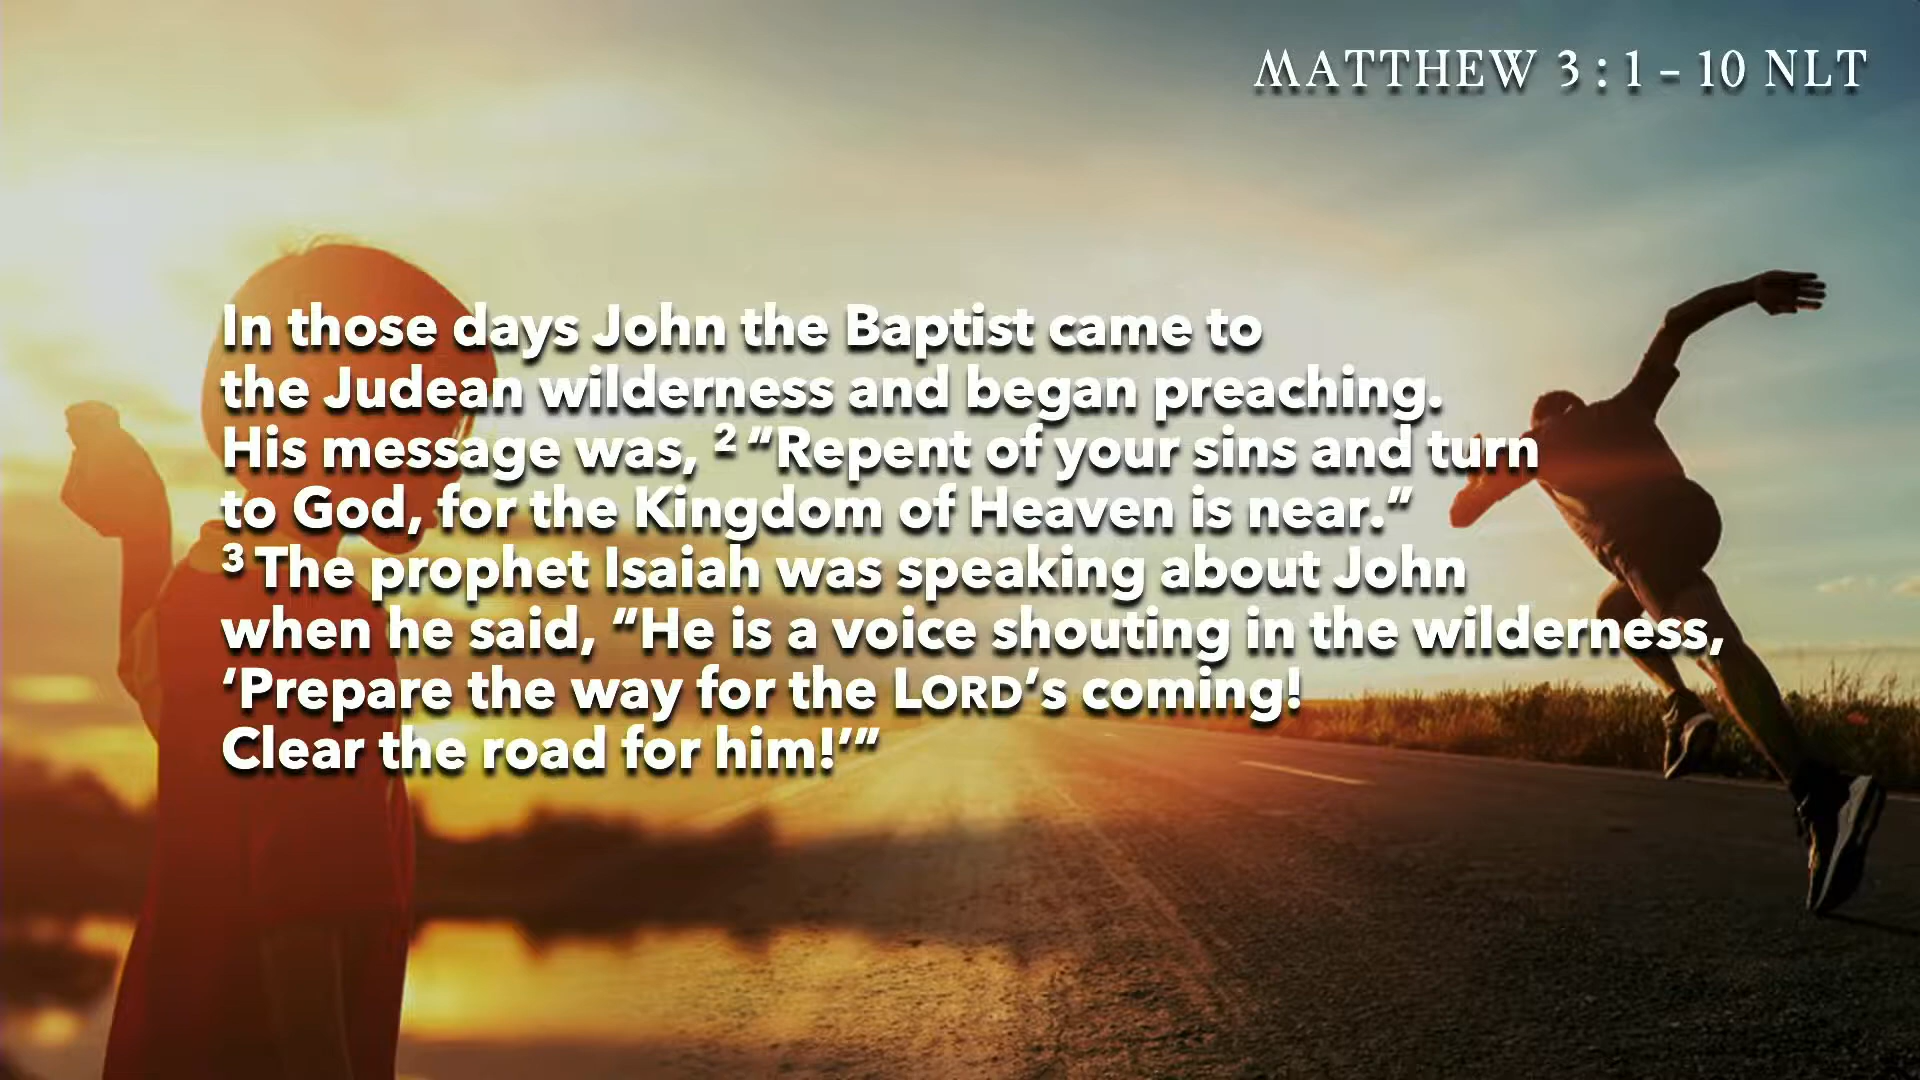 MATTHEW 3:1-10 NLT
In those days John the Baptist came to
the Judean wilderness and began preaching.
His message was, ² “Repent of your sins and turn
to God, for the Kingdom of Heaven is near.”
³ The prophet Isaiah was speaking about John
when he said, “He is a voice shouting in the wilderness,
‘Prepare the way for the LORD’s coming!
Clear the road for him!’”